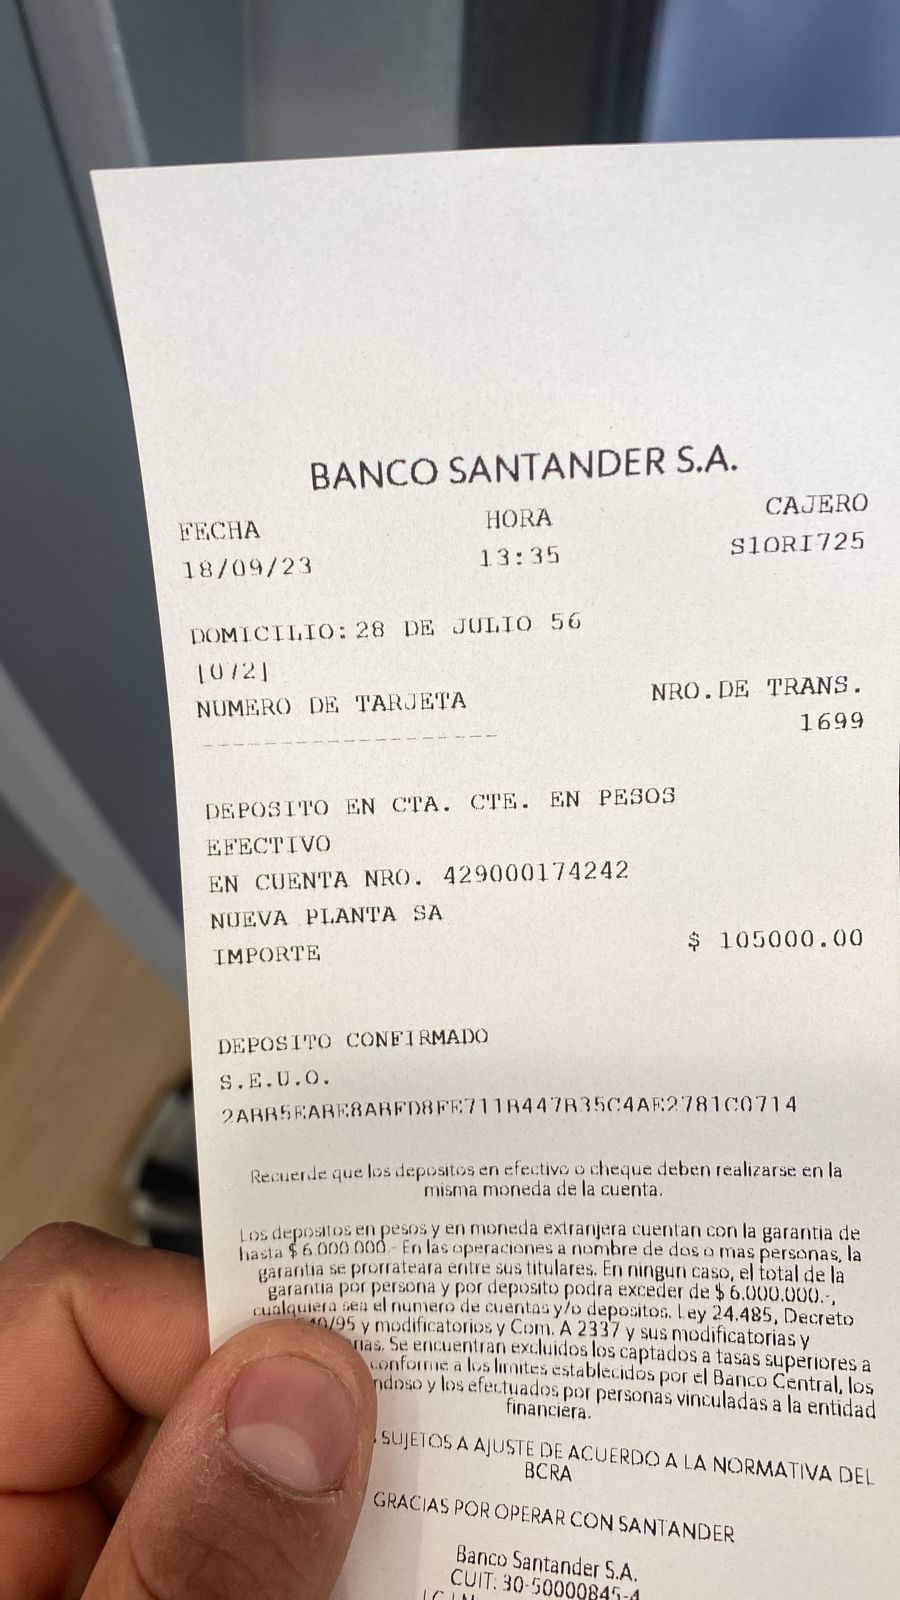 BANCO SANTANDER S.A.
FECHA HORA CAJERO
18/09/23 13:35 S1ORI725
DOMICILIO: 28 DE JULIO 56
[072]
NUMERO DE TARJETA NRO.DE TRANS.
------------------- 1699
DEPOSITO EN CTA. CTE. EN PESOS
EFECTIVO
EN CUENTA NRO. 429000174242
NUEVA PLANTA SA
IMPORTE $ 105000.00
DEPOSITO CONFIRMADO
S.E.U.O.
Recuerde que los depositos en efectivo o cheque deben realizarse en la
misma moneda de la cuenta.
Los depositos en pesos y en moneda extranjera cuentan con la garantia de
hasta $ 6.000.000.- En las operaciones a nombre de dos o mas personas, la
garantia se prorrateara entre sus titulares. En ningun caso, el total de la
garantia por persona y por deposito podra exceder de $ 6.000.000.-,
cualquiera sea el numero de cuentas y/o depositos. Ley 24.485, Decreto
y modificatorios y Com. A 2337 y sus modificatorias y
Se encuentran excluidos los captados a tasas superiores a
conforme a los limites establecidos por el Banco Central, los
y los efectuados por personas vinculadas a la entidad
financiera.
SUJETOS A AJUSTE DE ACUERDO A LA NORMATIVA DEL
BCRA
GRACIAS POR OPERAR CON SANTANDER
Banco Santander S.A.
CUIT: 30-50000845-4